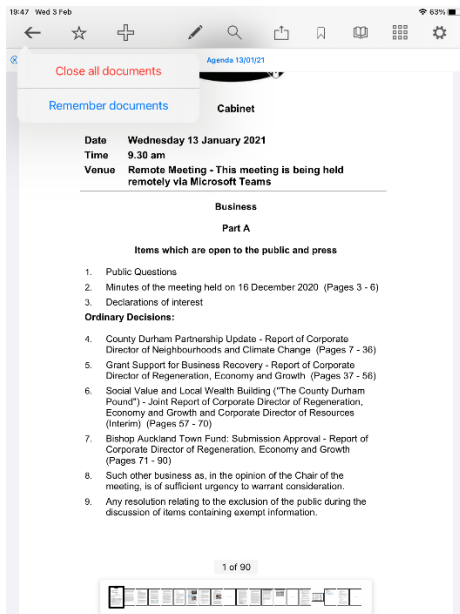 19:47 Wed 3 Feb
63%
Agenda 13/01/21
Close all documents
Remember documents
Cabinet
Date Wednesday 13 January 2021
Time 9.30 am
Venue Remote Meeting - This meeting is being held
remotely via Microsoft Teams
Business
Part A
Items which are open to the public and press
1. Public Questions
2. Minutes of the meeting held on 16 December 2020 (Pages 3 - 6)
3. Declarations of interest
Ordinary Decisions:
4. County Durham Partnership Update - Report of Corporate
Director of Neighbourhoods and Climate Change (Pages 7 - 36)
5. Grant Support for Business Recovery - Report of Corporate
Director of Regeneration, Economy and Growth (Pages 37 - 56)
6. Social Value and Local Wealth Building ("The County Durham
Pound") - Joint Report of Corporate Director of Regeneration,
Economy and Growth and Corporate Director of Resources
(Interim) (Pages 57 - 70)
7. Bishop Auckland Town Fund: Submission Approval - Report of
Corporate Director of Regeneration, Economy and Growth
(Pages 71 - 90)
8. Such other business as, in the opinion of the Chair of the
meeting, is of sufficient urgency to warrant consideration.
9. Any resolution relating to the exclusion of the public during the
discussion of items containing exempt information.
1 of 90